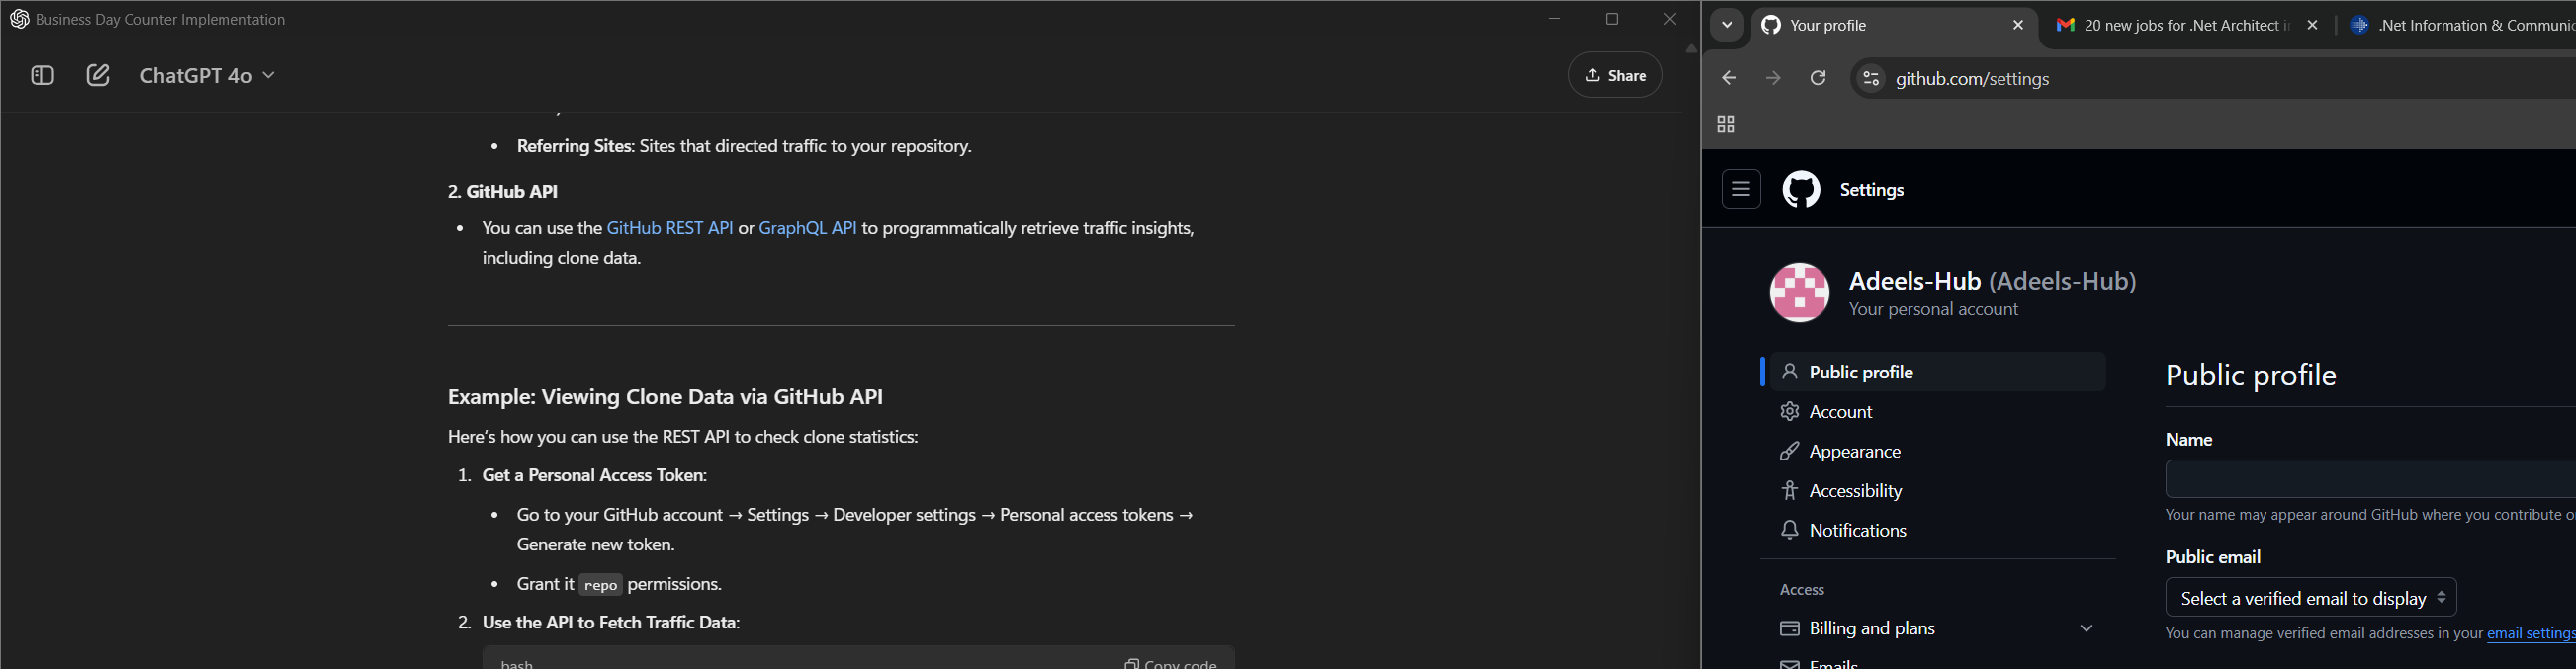 Business Day Counter Implementation
ChatGPT 4o
Share
• Referring Sites: Sites that directed traffic to your repository.
2. GitHub API
• You can use the GitHub REST API or GraphQL API to programmatically retrieve traffic insights,
including clone data.
Example: Viewing Clone Data via GitHub API
Here's how you can use the REST API to check clone statistics:
1. Get a Personal Access Token:
• Go to your GitHub account → Settings → Developer settings → Personal access tokens →
Generate new token.
• Grant it repo permissions.
2. Use the API to Fetch Traffic Data:
bash
Copy code
Your profile
20 new jobs for .Net Architect i
.Net Information & Communic
github.com/settings
Settings
Adeels-Hub (Adeels-Hub)
Your personal account
Public profile
Account
Appearance
Accessibility
Notifications
Access
Billing and plans
Emails
Public profile
Name
Your name may appear around GitHub where you contribute o
Public email
Select a verified email to display
You can manage verified email addresses in your email settings